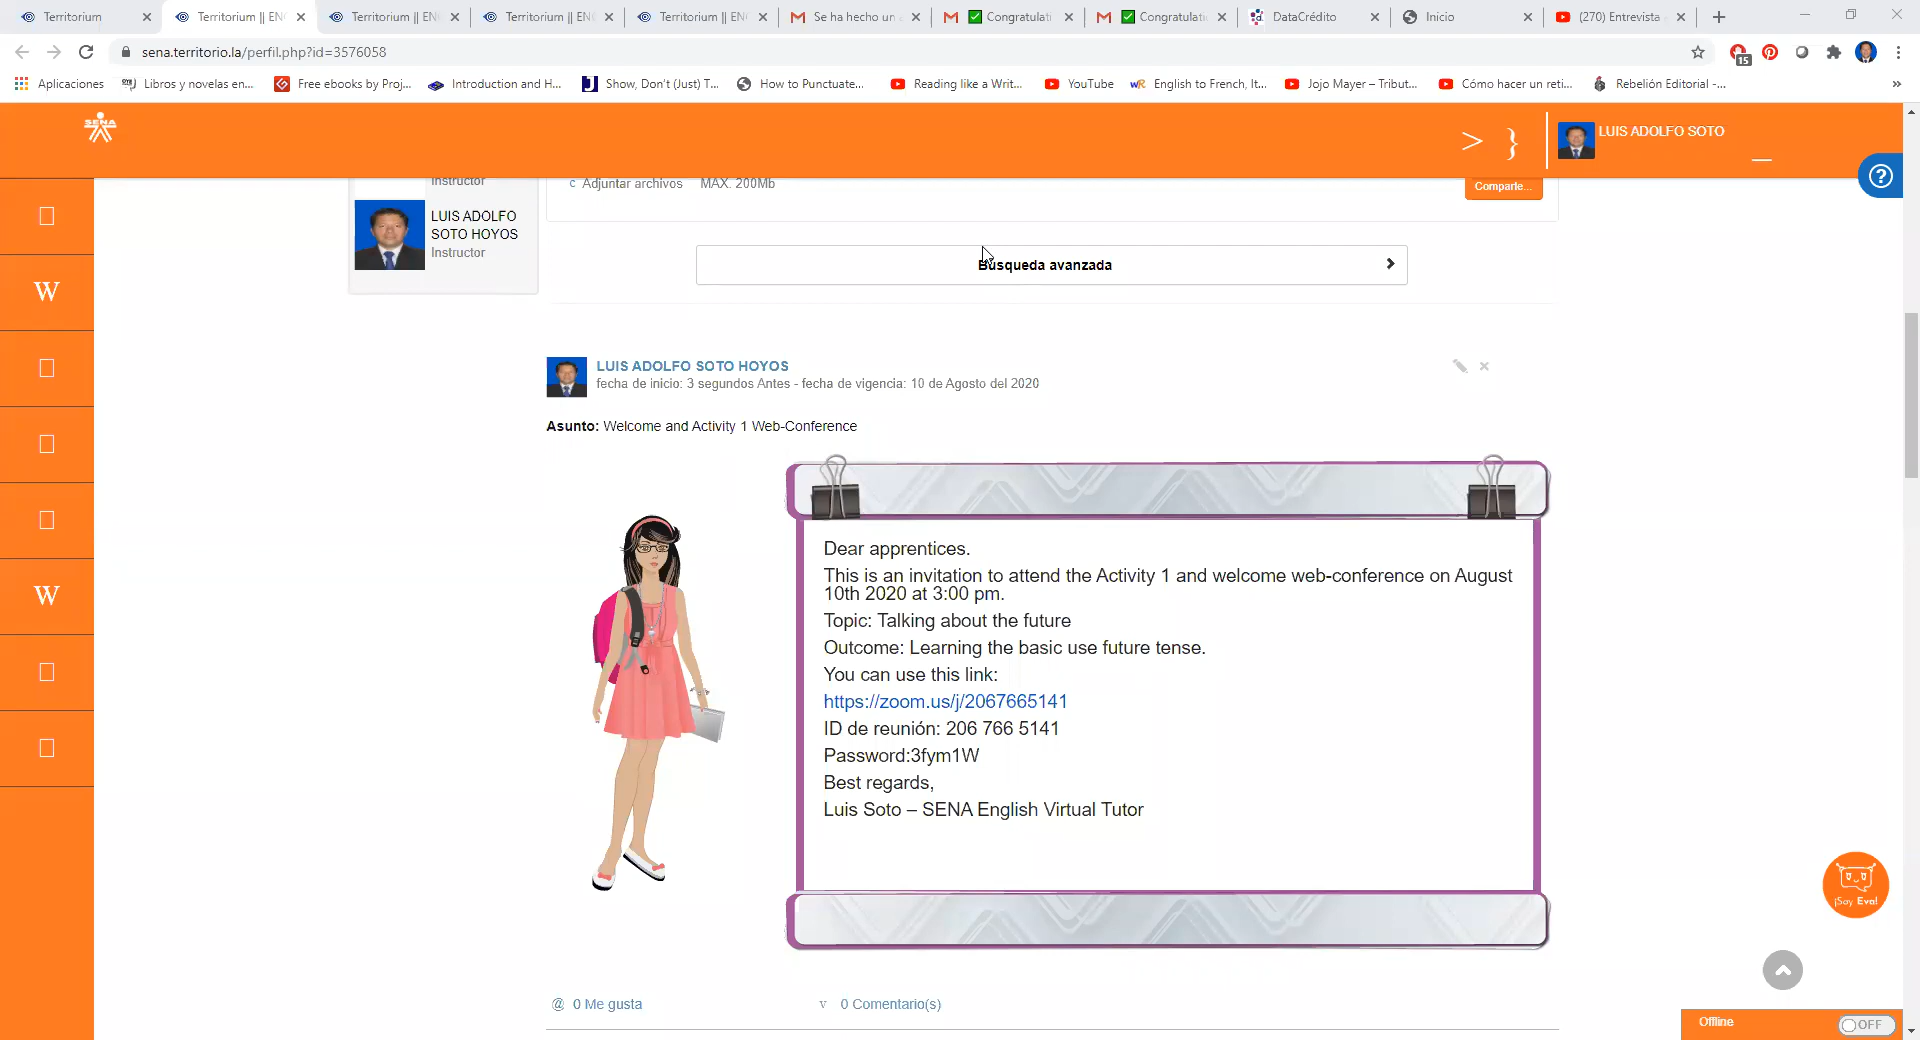 Territorium
Territorium || EN
Territorium || EN
Territorium || EN
Territorium || EN
Se ha hecho un
Congratulati
Congratulati
DataCrédito
Inicio
(270) Entrevista
sena.territorio.la/perfil.php?id=3576058
15
Aplicaciones
Libros y novelas en...
Free ebooks by Proj...
Introduction and H...
Show, Don't (Just) T...
How to Punctuate...
Reading like a Writ...
YouTube
English to French, It...
Jojo Mayer – Tribut...
Cómo hacer un reti...
Rebelión Editorial -...
»
SENA
> }
LUIS ADOLFO SOTO
W
W
Instructor
LUIS ADOLFO
SOTO HOYOS
Instructor
c Adjuntar archivos MAX. 200Mb
Comparte...
Búsqueda avanzada
LUIS ADOLFO SOTO HOYOS
fecha de inicio: 3 segundos Antes - fecha de vigencia: 10 de Agosto del 2020
Asunto: Welcome and Activity 1 Web-Conference
Dear apprentices.
This is an invitation to attend the Activity 1 and welcome web-conference on August
10th 2020 at 3:00 pm.
Topic: Talking about the future
Outcome: Learning the basic use future tense.
You can use this link:
https://zoom.us/j/2067665141
ID de reunión: 206 766 5141
Password:3fym1W
Best regards,
Luis Soto – SENA English Virtual Tutor
@ 0 Me gusta
v 0 Comentario(s)
¡Soy Eva!
Offline
OFF